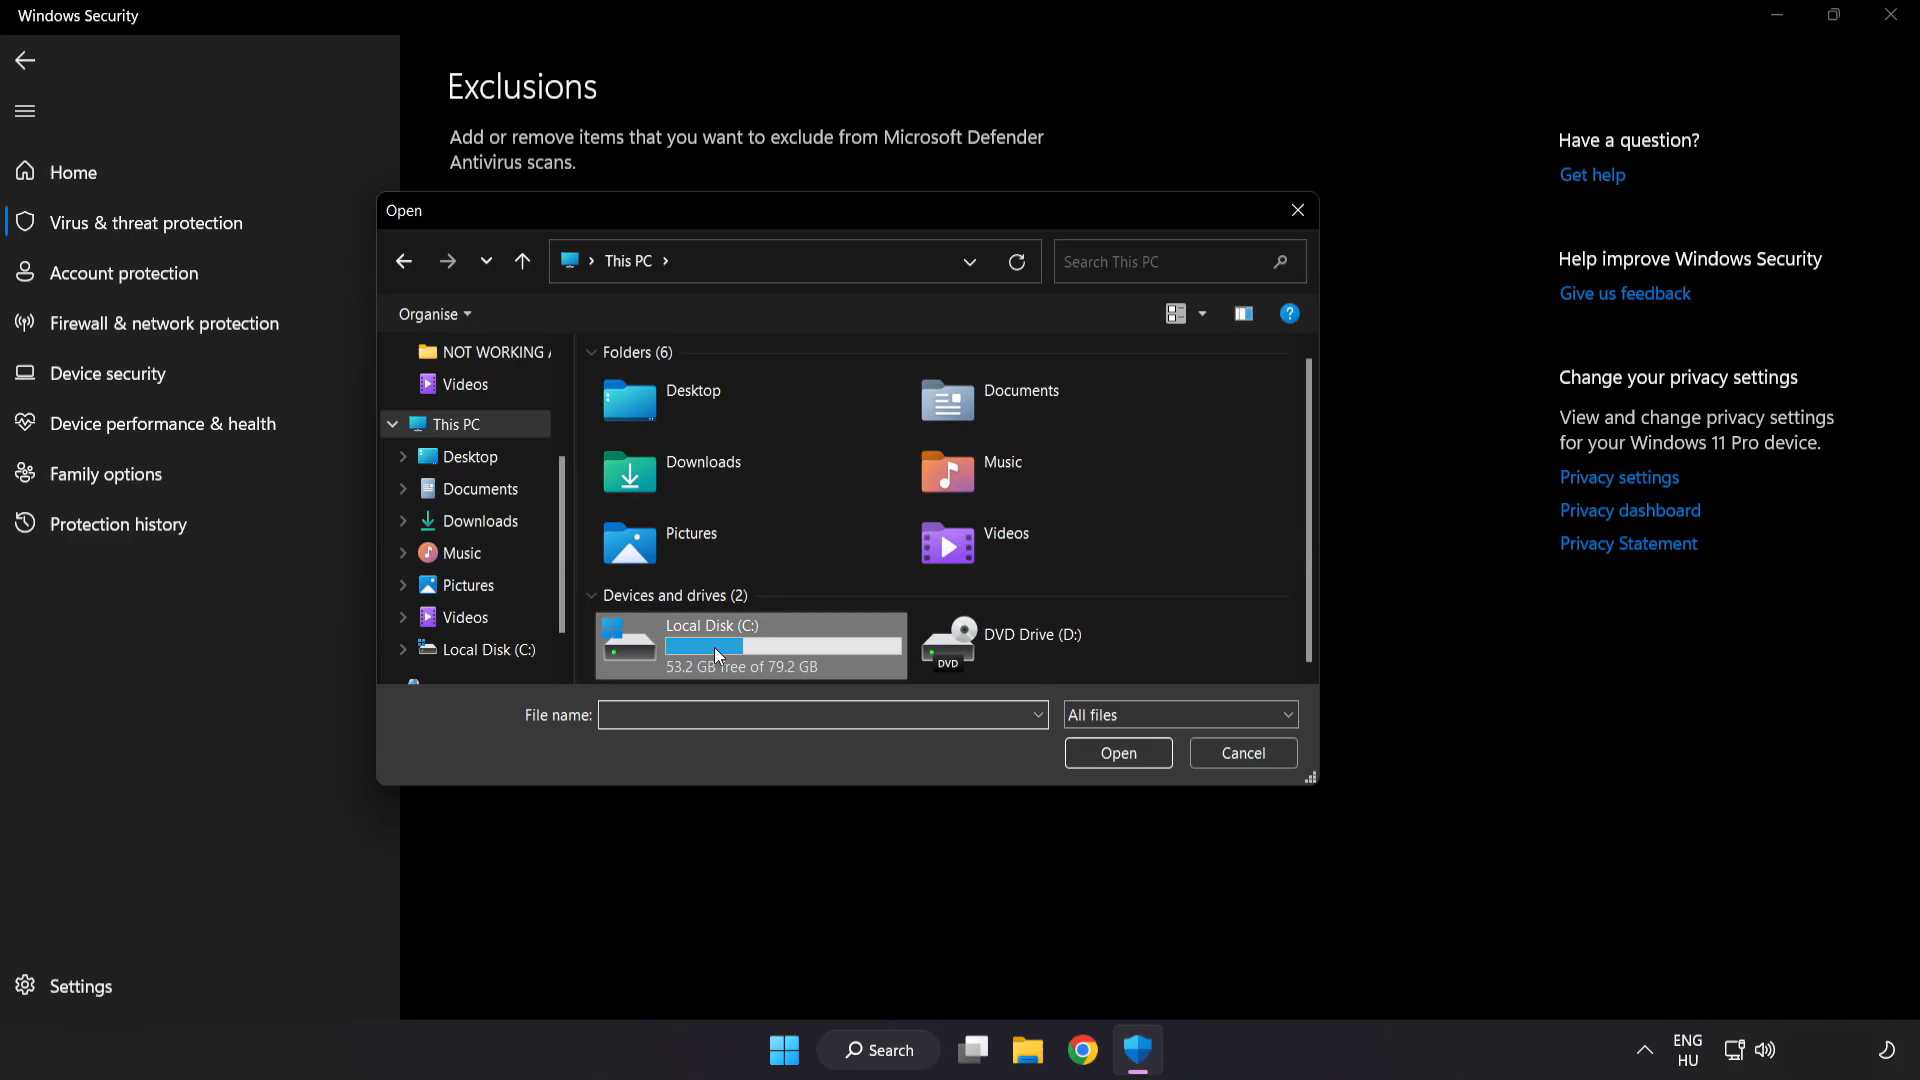 Windows Security
Exclusions
Add or remove items that you want to exclude from Microsoft Defender
Antivirus scans.
Home
Virus & threat protection
Account protection
Firewall & network protection
Device security
Device performance & health
Family options
Protection history
Settings
Open
This PC
Search This PC
Organise
?
NOT WORKING
Videos
This PC
Desktop
Documents
Downloads
Music
Pictures
Videos
Local Disk (C:)
Folders (6)
Desktop
Documents
Downloads
Music
Pictures
Videos
Devices and drives (2)
Local Disk (C:)
53.2 GB free of 79.2 GB
DVD Drive (D:)
DVD
File name:
All files
Open
Cancel
Have a question?
Get help
Help improve Windows Security
Give us feedback
Change your privacy settings
View and change privacy settings
for your Windows 11 Pro device.
Privacy settings
Privacy dashboard
Privacy Statement
Search
ENG
HU